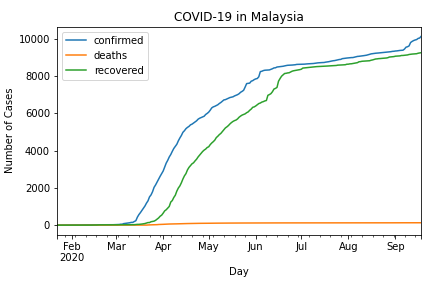 COVID-19 in Malaysia
confirmed
deaths
recovered
Number of Cases
10000
8000
6000
4000
2000
0
Feb Mar Apr May Jun Jul Aug Sep
2020
Day